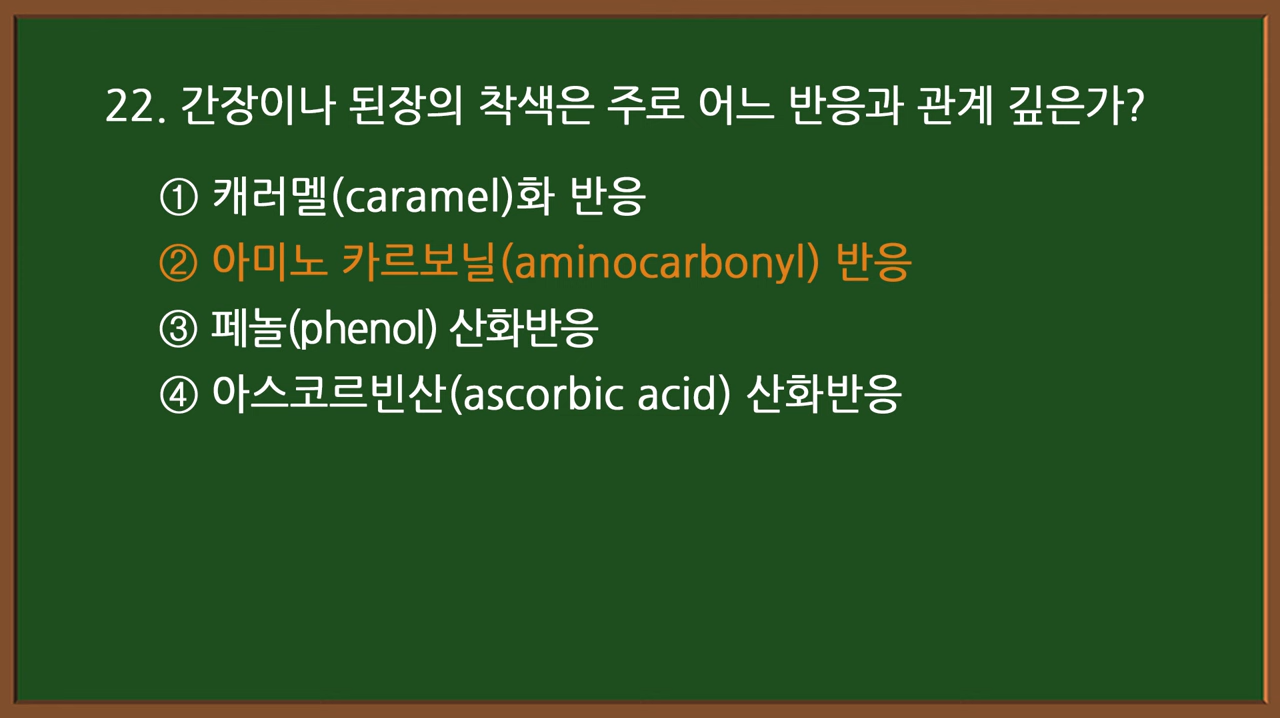 22. 간장이나 된장의 착색은 주로 어느 반응과 관계 깊은가?
① 캐러멜(caramel)화 반응
② 아미노 카르보닐(aminocarbonyl) 반응
③ 페놀(phenol) 산화반응
④ 아스코르빈산(ascorbic acid) 산화반응